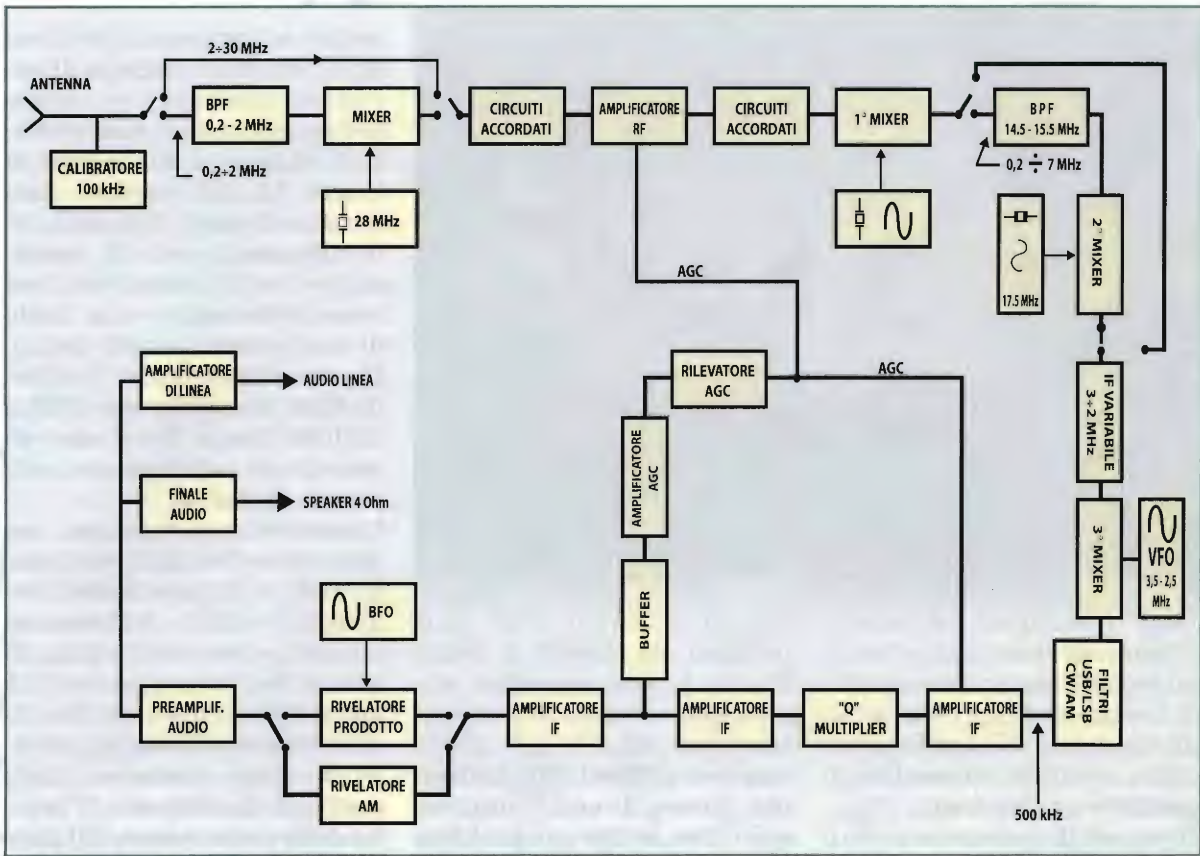 2÷30 MHz
ANTENNA
BPF
0,2 - 2 MHz
MIXER
CIRCUITI
ACCORDATI
AMPLIFICATORE
RF
CIRCUITI
ACCORDATI
1° MIXER
BPF
14.5 - 15.5 MHz
CALIBRATORE
100 kHz
0,2÷2 MHz
0,2 ÷ 7 MHz
28 MHz
17.5 MHz
2° MIXER
AGC
AMPLIFICATORE
DI LINEA
AUDIO LINEA
RILEVATORE
AGC
AGC
IF VARIABILE
3÷2 MHz
AMPLIFICATORE
AGC
FINALE
AUDIO
SPEAKER 4 Ohm
3° MIXER
VFO
3,5 - 2,5
MHz
BFO
BUFFER
FILTRI
USB/LSB
CW/AM
PREAMPLIF.
AUDIO
RIVELATORE
PRODOTTO
AMPLIFICATORE
IF
AMPLIFICATORE
IF
"Q"
MULTIPLIER
AMPLIFICATORE
IF
RIVELATORE
AM
500 kHz